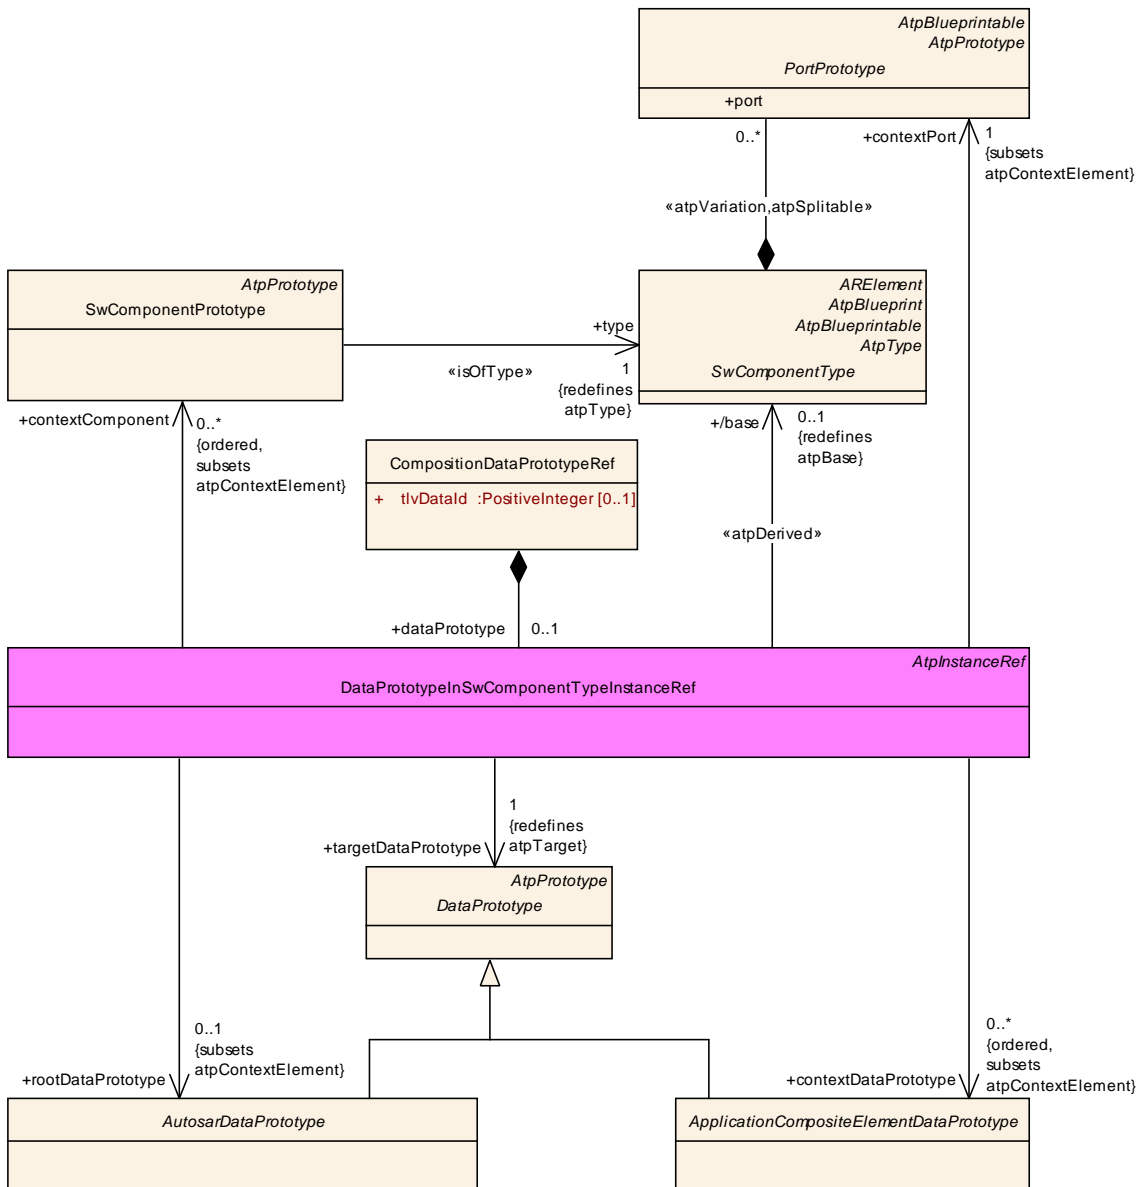 AtpBlueprintable
AtpPrototype
PortPrototype
+port
0..*
+contextPort
1
{subsets
atpContextElement}
«atpVariation,atpSplitable»
AtpPrototype
SwComponentPrototype
ARElement
AtpBlueprint
AtpBlueprintable
AtpType
SwComponentType
+type
«isOfType»
1
{redefines
atpType}
+contextComponent
0..*
{ordered,
subsets
atpContextElement}
+/base
0..1
{redefines
atpBase}
CompositionDataPrototypeRef
+ tlvDataId :PositiveInteger [0..1]
«atpDerived»
+dataPrototype
0..1
AtpInstanceRef
DataPrototypeInSwComponentTypeInstanceRef
1
{redefines
atpTarget}
+targetDataPrototype
AtpPrototype
DataPrototype
0..1
{subsets
atpContextElement}
+rootDataPrototype
0..*
{ordered,
subsets
atpContextElement}
+contextDataPrototype
AutosarDataPrototype
ApplicationCompositeElementDataPrototype